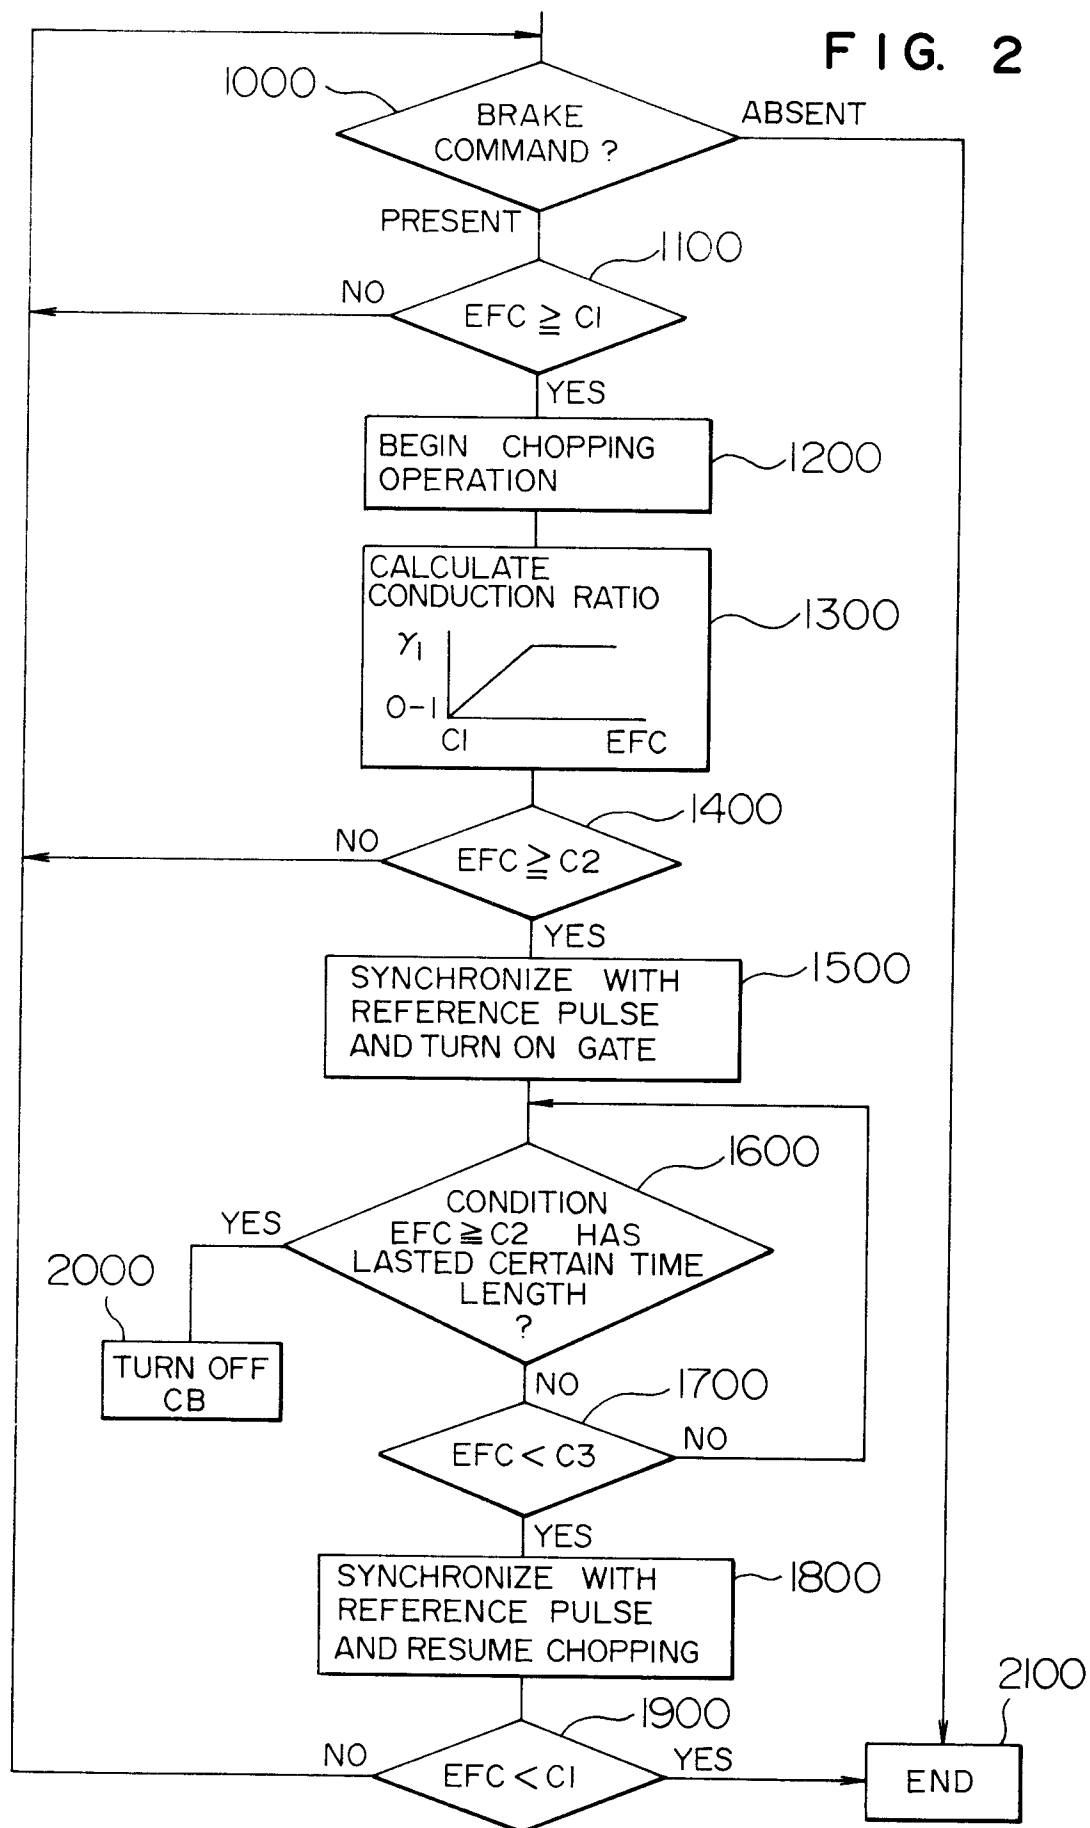 FIG. 2
1000
BRAKE
COMMAND ?
ABSENT
PRESENT
1100
NO
EFC ≧ C1
YES
BEGIN CHOPPING
OPERATION
1200
CALCULATE
CONDUCTION RATIO
1300
γ1
0-1
C1
EFC
1400
NO
EFC ≧ C2
YES
SYNCHRONIZE WITH
REFERENCE PULSE
AND TURN ON GATE
1500
1600
YES
CONDITION
EFC ≧ C2 HAS
LASTED CERTAIN TIME
LENGTH
?
2000
TURN OFF
CB
NO
1700
EFC < C3
NO
YES
SYNCHRONIZE WITH
REFERENCE PULSE
AND RESUME CHOPPING
1800
1900
NO
EFC < C1
YES
2100
END